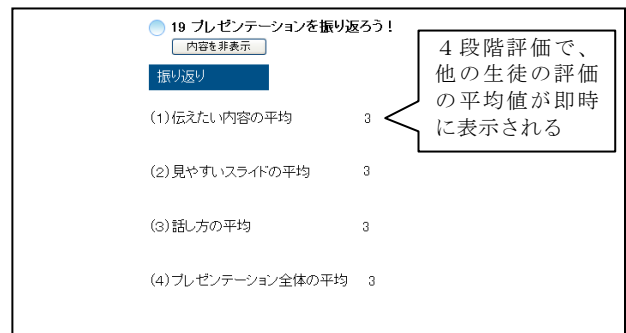 19 プレゼンテーションを振り返ろう！
内容を非表示
振り返り
(1)伝えたい内容の平均 3
(2)見やすいスライドの平均 3
(3)話し方の平均 3
(4)プレゼンテーション全体の平均 3
４段階評価で、
他の生徒の評価
の平均値が即時
に表示される